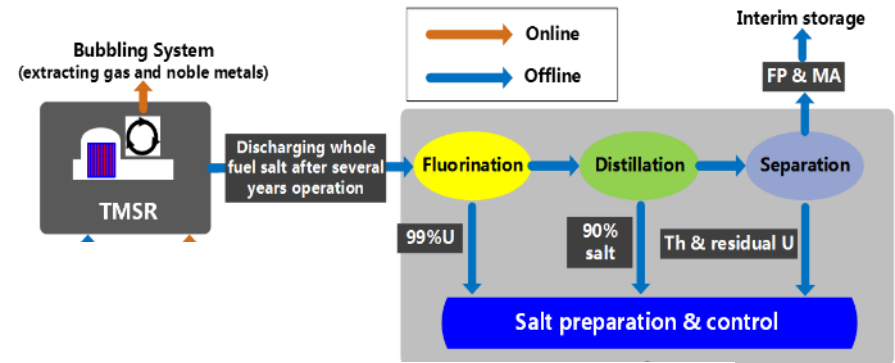 Interim storage
Online
Offline
Bubbling System
(extracting gas and noble metals)
FP & MA
Discharging whole
fuel salt after several
years operation
Fluorination
Distillation
Separation
TMSR
99%U
90%
salt
Th & residual U
Salt preparation & control